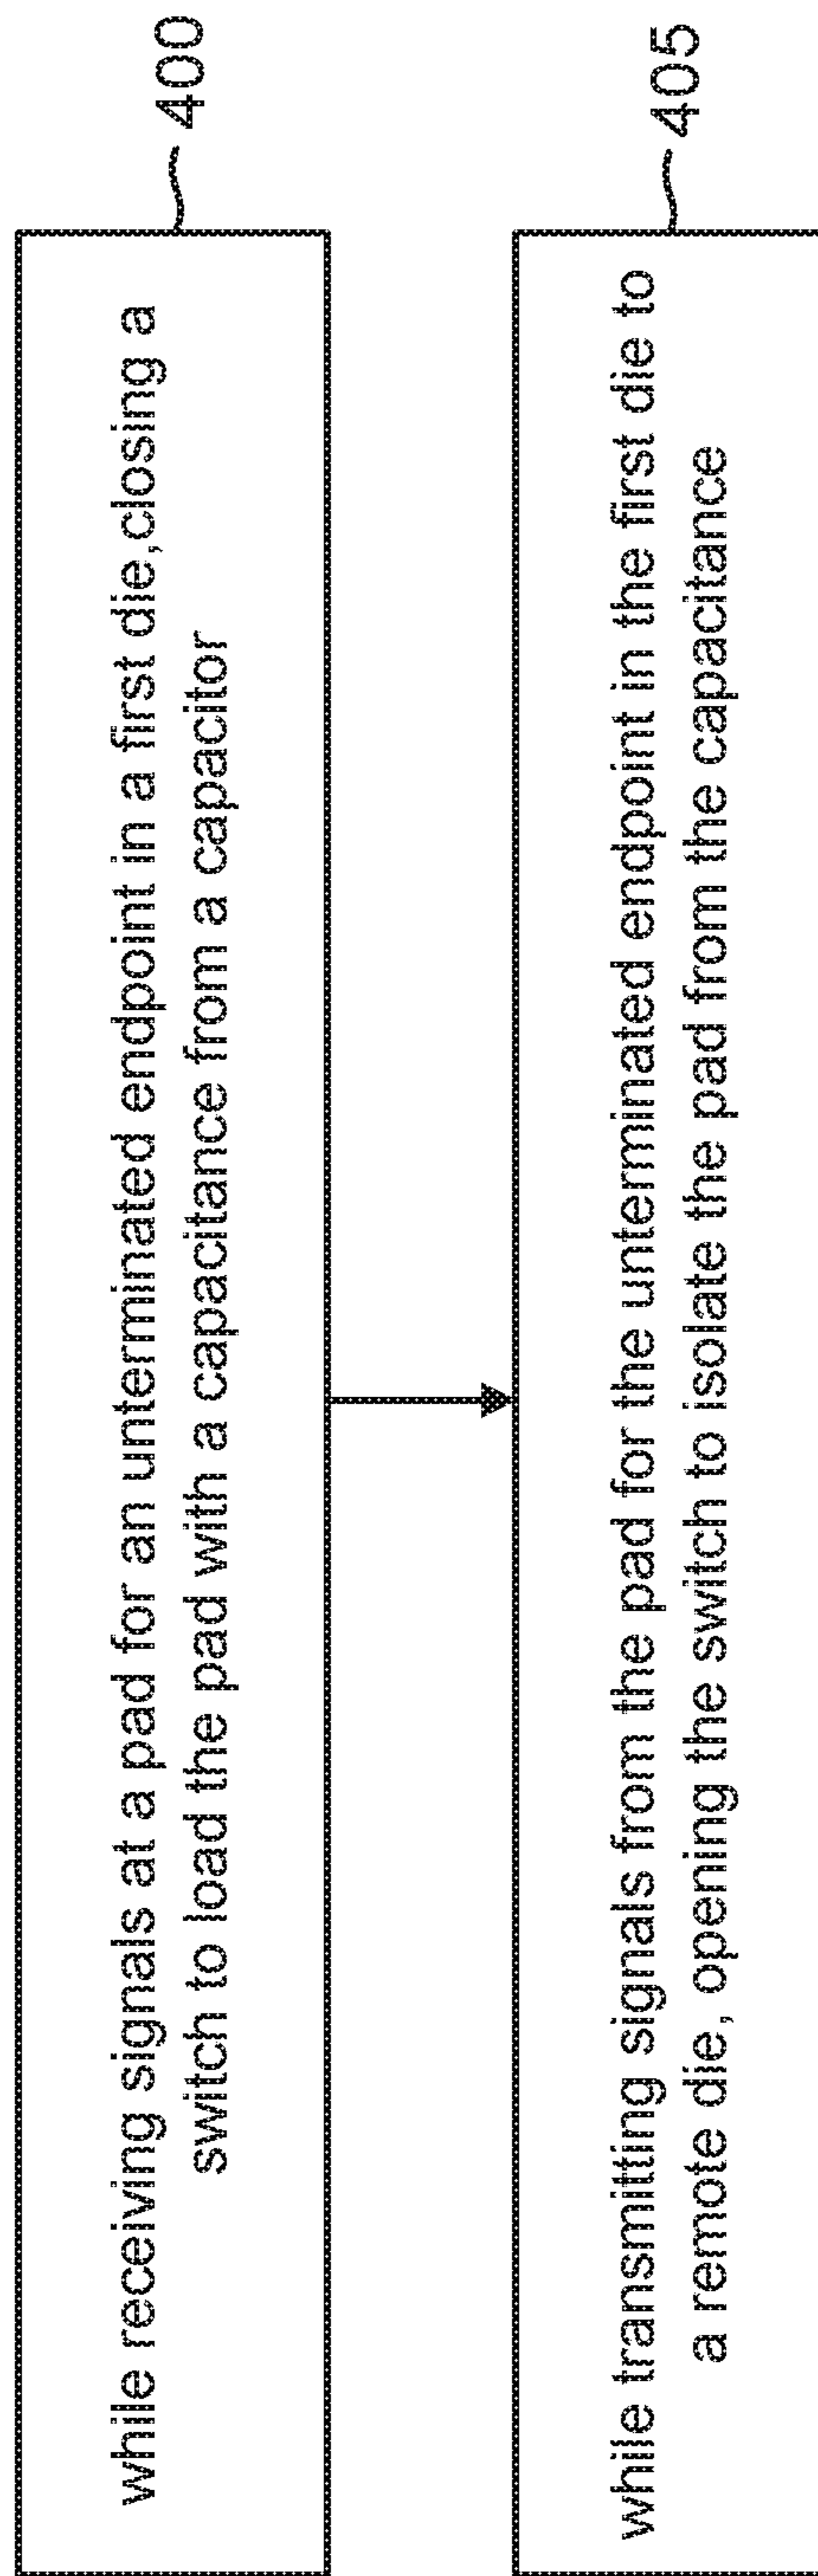 while receiving signals at a pad for an unterminated endpoint in a first die,closing a
switch to load the pad with a capacitance from a capacitor
400
while transmitting signals from the pad for the unterminated endpoint in the first die to
a remote die, opening the switch to isolate the pad from the capacitance
405